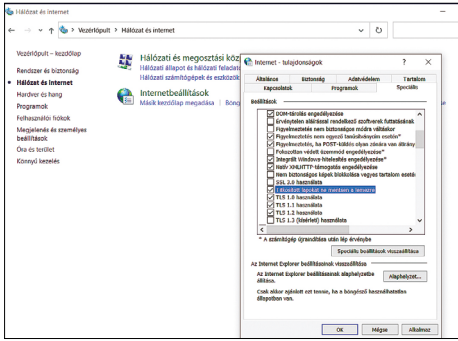 Hálózat és internet
Vezérlőpult > Hálózat és internet
Vezérlőpult – kezdőlap
Rendszer és biztonság
Hálózat és internet
Hardver és hang
Programok
Felhasználói fiókok
Megjelenés és személyes
beállítások
Óra és terület
Könnyű kezelés
Hálózati és megosztási köz
Hálózati állapot és hálózati feladato
Hálózati számítógépek és eszközök
Internetbeállítások
Másik kezdőlap megadása | Böng
Internet - tulajdonságok
Általános Biztonság Adatvédelem Tartalom
Kapcsolatok Programok Speciális
Beállítások
DOM-tárolás engedélyezése
Érvénytelen aláírással rendelkező szoftverek futtatásának
Figyelmeztetés nem biztonságos módra váltáskor
Figyelmeztetés nem egyező tanúsítványcím esetén*
Figyelmeztetés, ha POST-küldés olyan zónára van átirány
Fokozottan védett üzemmód engedélyezése*
Integrált Windows-hitelesítés engedélyezése*
Natív XMLHTTP-támogatás engedélyezése
Nem biztonságos képek blokkolása vegyes tartalom eseté
SSL 3.0 használata
Titkosított lapokat ne mentsen a lemezre
TLS 1.0 használata
TLS 1.1 használata
TLS 1.2 használata
TLS 1.3 (kísérleti) használata
* A számítógép újraindítása után lép érvénybe
Speciális beállítások visszaállítása
Az Internet Explorer beállításainak visszaállítása
Az Internet Explorer beállításainak alaphelyzetbe
állítása.
Alaphelyzet...
Csak akkor ajánlott ezt tennie, ha a böngésző használhatatlan
állapotban van.
OK Mégse Alkalmaz